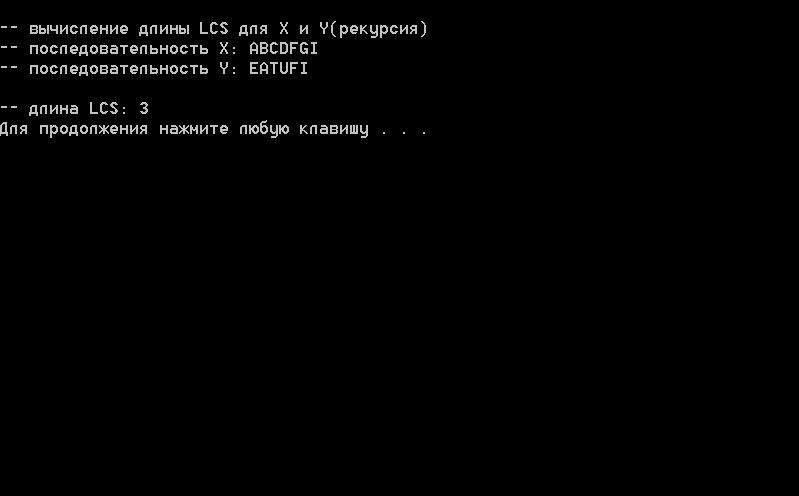 -- вычисление длины LCS для X и Y(рекурсия)
-- последовательность X: ABCDFGI
-- последовательность Y: EATUFI
-- длина LCS: 3
Для продолжения нажмите любую клавишу . . .